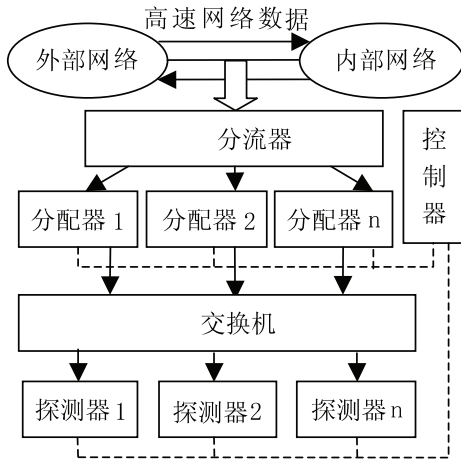 高速网络数据
外部网络
内部网络
分流器
控制器
分配器1
分配器2
分配器n
交换机
探测器1
探测器2
探测器n